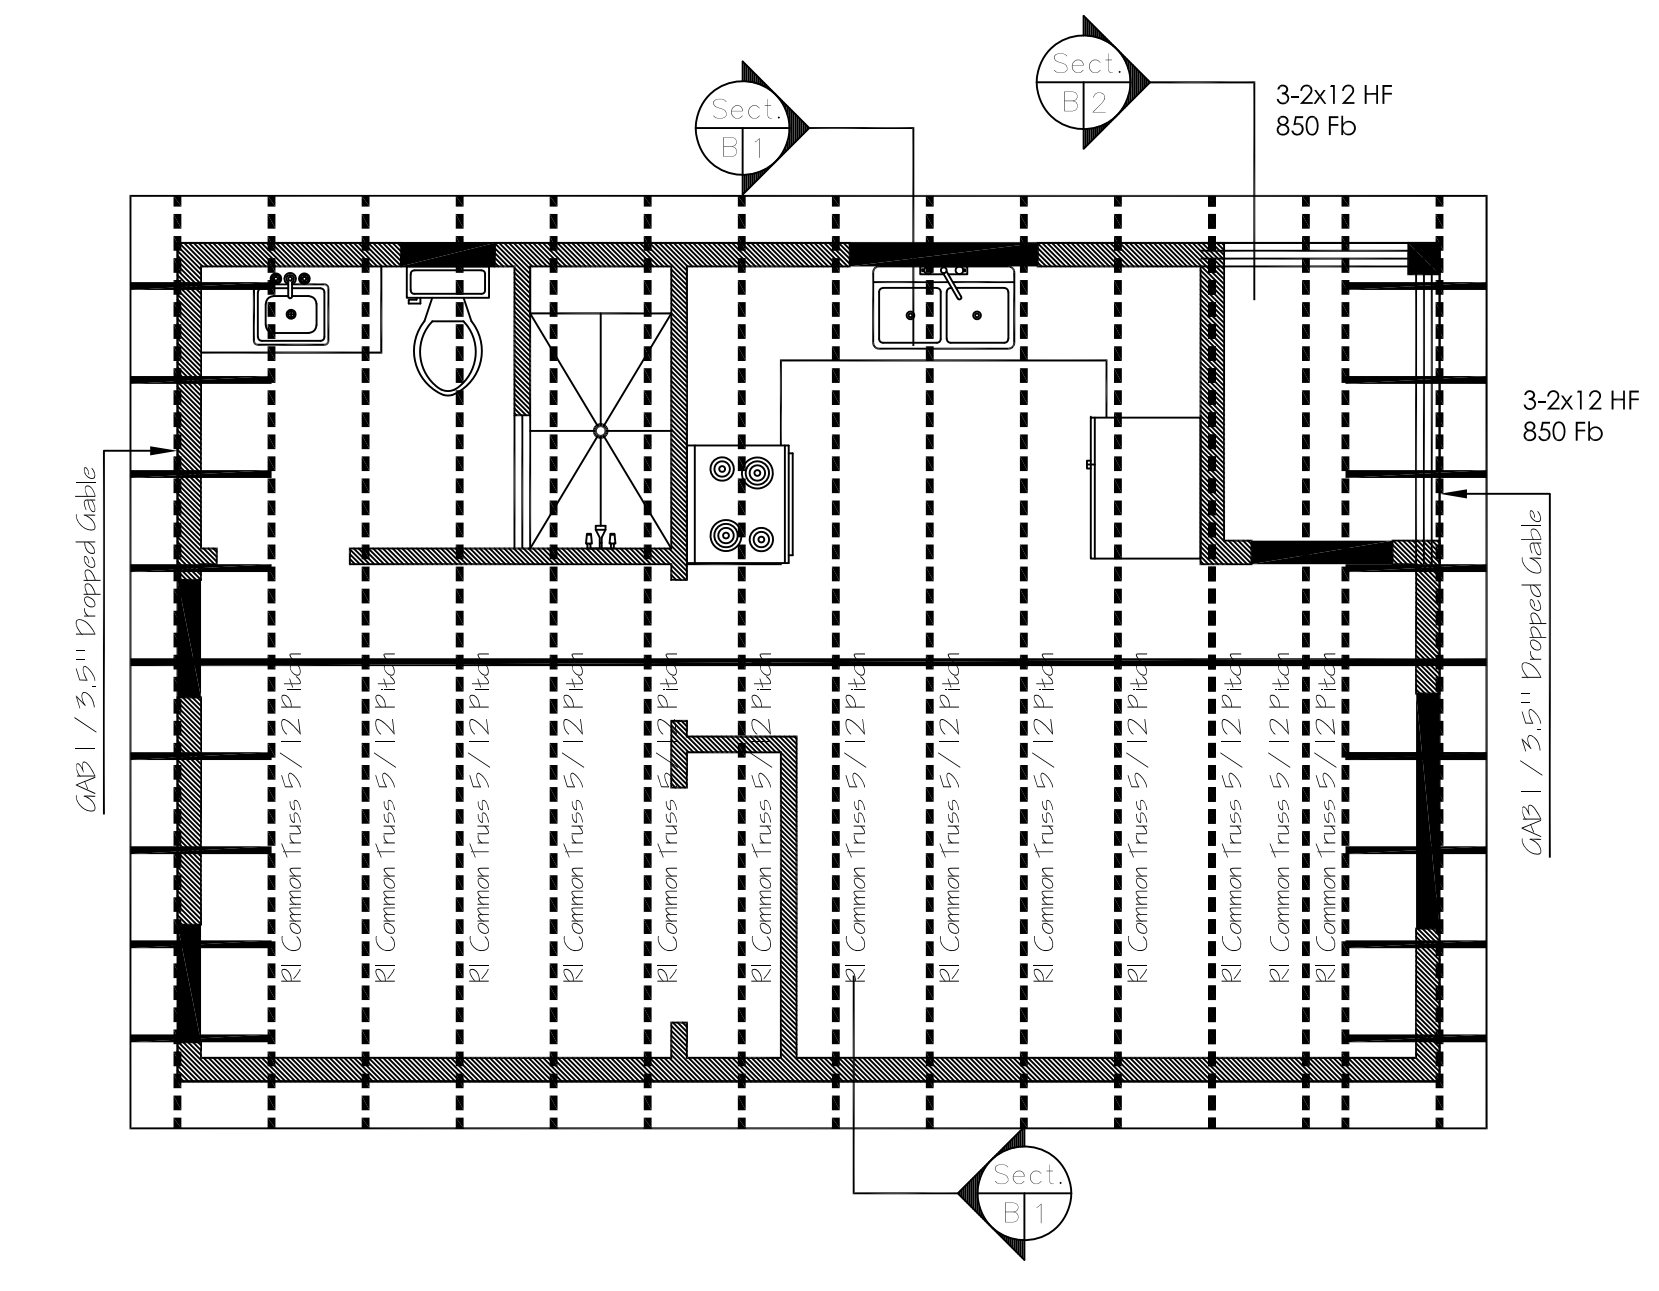 Sect.
B 2
3-2x12 HF
850 Fb
Sect.
B 1
3-2x12 HF
850 Fb
GAB 1 / 3.5'' Dropped Gable
R1 Common Truss 5/12 Pitch
R1 Common Truss 5/12 Pitch
R1 Common Truss 5/12 Pitch
R1 Common Truss 5/12 Pitch
R1 Common Truss 5/12 Pitch
R1 Common Truss 5/12 Pitch
R1 Common Truss 5/12 Pitch
R1 Common Truss 5/12 Pitch
R1 Common Truss 5/12 Pitch
R1 Common Truss 5/12 Pitch
R1 Common Truss 5/12 Pitch
R1 Common Truss 5/12 Pitch
R1 Common Truss 5/12 Pitch
GAB 1 / 3.5'' Dropped Gable
Sect.
B 1